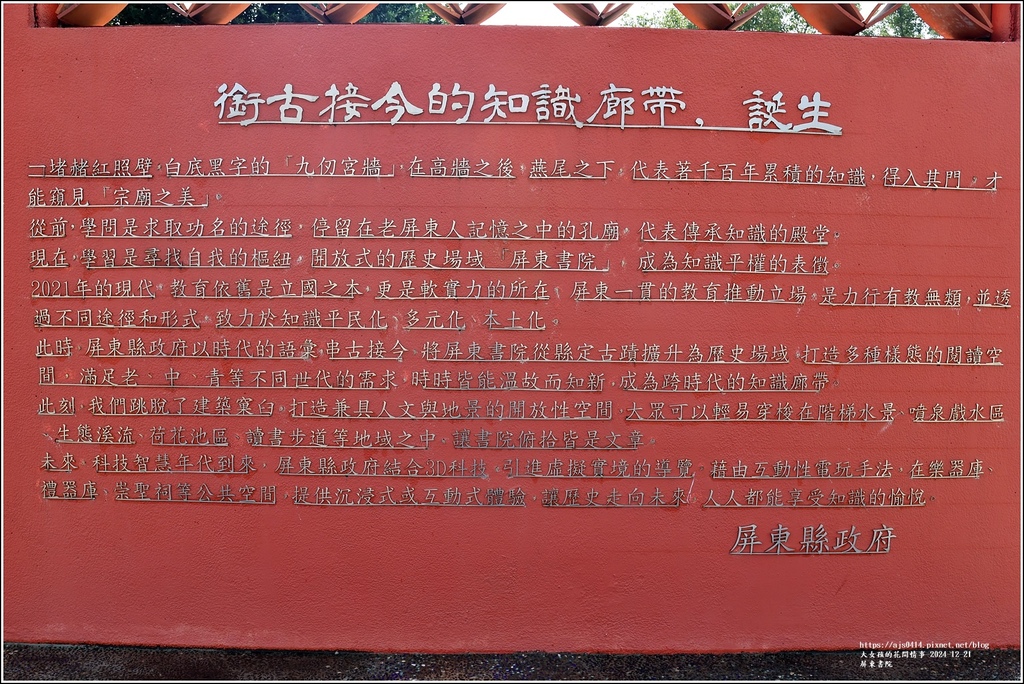 銜古接今的知識廊帶，誕生
一堵赭紅照壁，白底黑字的「九仞宮牆」，在高牆之後，燕尾之下，代表著千百年累積的知識，得入其門。才
能窺見『宗廟之美』。
從前，學問是求取功名的途徑，停留在老屏東人記憶之中的孔廟，代表傳承知識的殿堂。
現在，學習是尋找自我的樞紐，開放式的歷史場域「屏東書院」，成為知識平權的表徵。
2021年的現代，教育依舊是立國之本，更是軟實力的所在，屏東一貫的教育推動立場，是力行有教無類，並透
過不同途徑和形式，致力於知識平民化、多元化、本土化。
此時，屏東縣政府以時代的語彙，串古接今、將屏東書院從縣定古蹟擴升為歷史場域，打造多種樣態的閱讀空
間，滿足老、中、青等不同世代的需求，時時皆能溫故而知新，成為跨時代的知識廊帶。
此刻，我們跳脫了建築窠臼，打造兼具人文與地景的開放性空間，大眾可以輕易穿梭在階梯水景、噴泉戲水區
、生態溪流、荷花池區、讀書步道等地域之中，讓書院俯拾皆是文章。
未來，科技智慧年代到來，屏東縣政府結合3D科技。引進虛擬實境的導覽，藉由互動性電玩手法，在樂器庫、
禮器庫、崇聖祠等公共空間，提供沉浸式或互動式體驗，讓歷史走向未來，人人都能享受知識的愉悅。
屏東縣政府
https://ajs0414.pixnet.net/blog
大女孩的花開情事 2024-12-21
屏東書院